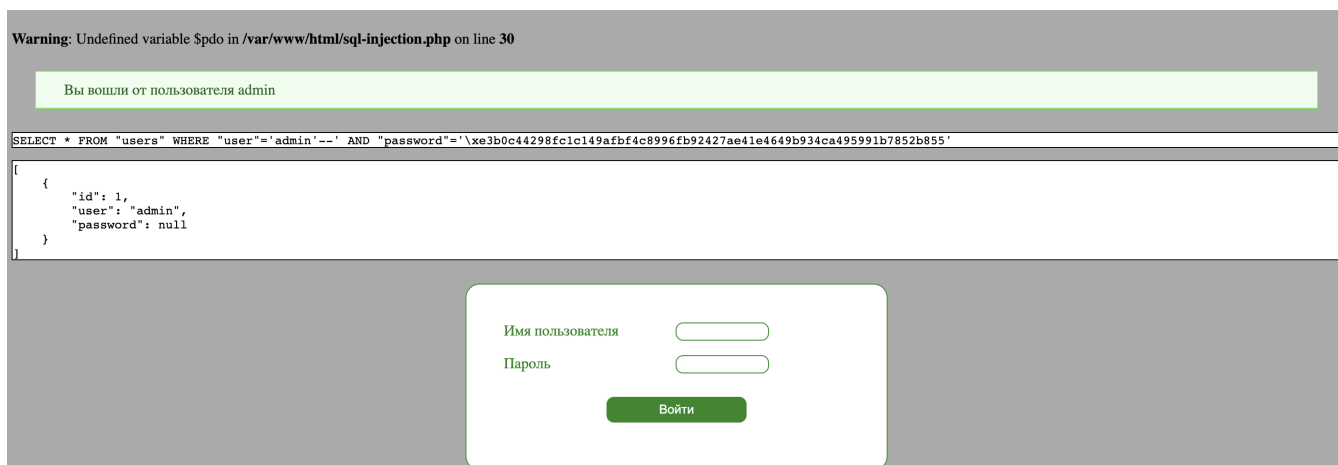 Warning: Undefined variable $pdo in /var/www/html/sql-injection.php on line 30
Вы вошли от пользователя admin
SELECT * FROM "users" WHERE "user"='admin'--' AND "password"='\xe3b0c44298fc1c149afbf4c8996fb92427ae41e4649b934ca495991b7852b855'
[
    {
        "id": 1,
        "user": "admin",
        "password": null
    }
]
Имя пользователя
Пароль
Войти